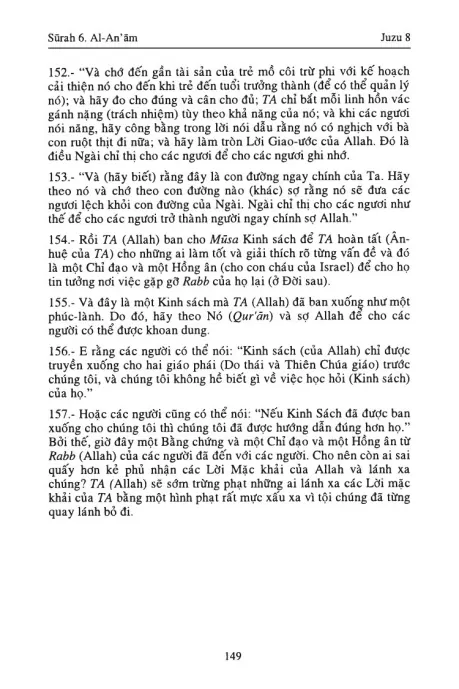 Sūrah 6. Al-An’ām
Juzu 8
152.- “Và chớ đến gần tài sản của trẻ mồ côi trừ phi với kế hoạch
cải thiện nó cho đến khi trẻ đến tuổi trưởng thành (để có thể quản lý
nó); và hãy đo cho đúng và cân cho đủ; TA chỉ bắt mỗi linh hồn vác
gánh nặng (trách nhiệm) tùy theo khả năng của nó; và khi các ngươi
nói năng, hãy công bằng trong lời nói dẫu rằng nó có nghịch với bà
con ruột thịt đi nữa; và hãy làm tròn Lời Giao-ước của Allah. Đó là
điều Ngài chỉ thị cho các ngươi để cho các ngươi ghi nhớ.
153.- “Và (hãy biết) rằng đây là con đường ngay chính của Ta. Hãy
theo nó và chớ theo con đường nào (khác) sợ rằng nó sẽ đưa các
ngươi lệch khỏi con đường của Ngài. Ngài chỉ thị cho các ngươi như
thế để cho các ngươi trở thành người ngay chính sợ Allah.”
154.- Rồi TA (Allah) ban cho Mūsa Kinh sách để TA hoàn tất (Ân-
huệ của TA) cho những ai làm tốt và giải thích rõ từng vấn đề và đó
là một Chỉ đạo và một Hồng ân (cho con cháu của Israel) để cho họ
tin tưởng nơi việc gặp gỡ Rabb của họ lại (ở Đời sau).
155.- Và đây là một Kinh sách mà TA (Allah) đã ban xuống như một
phúc-lành. Do đó, hãy theo Nó (Qur’ān) và sợ Allah để cho các
người có thể được khoan dung.
156.- E rằng các người có thể nói: “Kinh sách (của Allah) chỉ được
truyền xuống cho hai giáo phái (Do thái và Thiên Chúa giáo) trước
chúng tôi, và chúng tôi không hề biết gì về việc học hỏi (Kinh sách)
của họ.”
157.- Hoặc các người cũng có thể nói: “Nếu Kinh Sách đã được ban
xuống cho chúng tôi thì chúng tôi đã được hướng dẫn đúng hơn họ.”
Bởi thế, giờ đây một Bằng chứng và một Chỉ đạo và một Hồng ân từ
Rabb (Allah) của các người đã đến với các người. Cho nên còn ai sai
quấy hơn kẻ phủ nhận các Lời Mặc khải của Allah và lánh xa
chúng? TA (Allah) sẽ sớm trừng phạt những ai lánh xa các Lời mặc
khải của TA bằng một hình phạt rất mực xấu xa vì tội chúng đã từng
quay lánh bỏ đi.
149